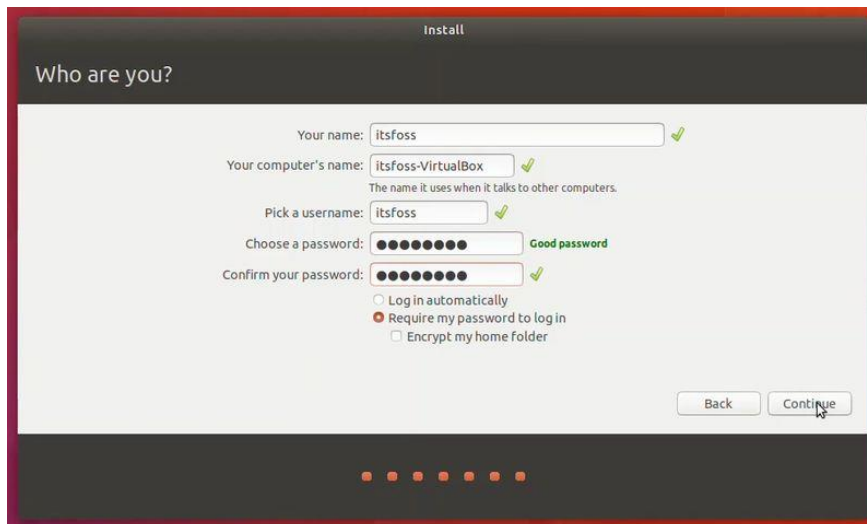 Install
Who are you?
Your name: itsfoss
Your computer's name: itsfoss-VirtualBox
The name it uses when it talks to other computers.
Pick a username: itsfoss
Choose a password: ●●●●●●●● Good password
Confirm your password: ●●●●●●●●
Log in automatically
Require my password to log in
Encrypt my home folder
Back Continue